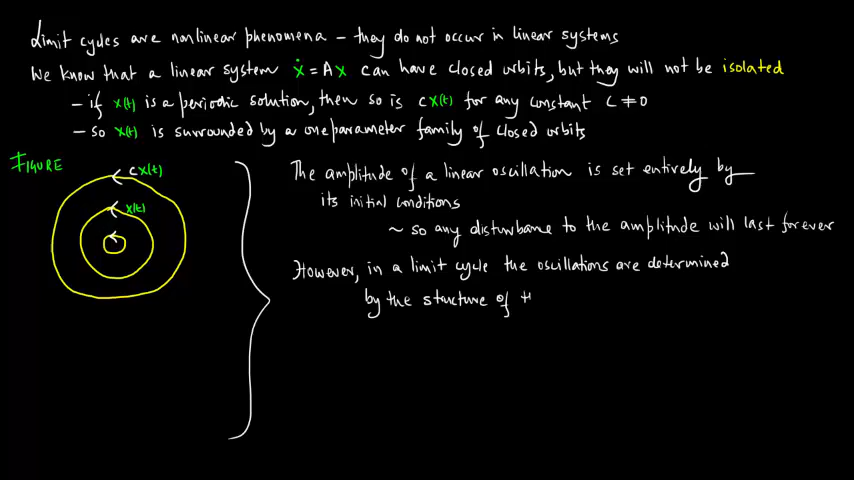 Limit cycles are nonlinear phenomena – they do not occur in linear systems
We know that a linear system ẋ = Ax can have closed orbits, but they will not be isolated
– if x(t) is a periodic solution, then so is cx(t) for any constant c ≠ 0
– so x(t) is surrounded by a one parameter family of closed orbits
FIGURE
cx(t)
x(t)
The amplitude of a linear oscillation is set entirely by
its initial conditions
~ so any disturbance to the amplitude will last forever
However, in a limit cycle the oscillations are determined
by the structure of t